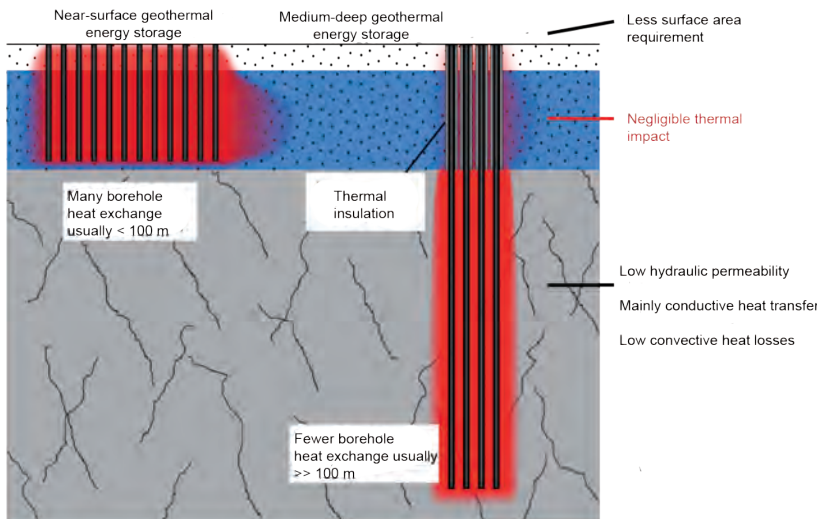 Near-surface geothermal
energy storage
Medium-deep geothermal
energy storage
Less surface area
requirement
Negligible thermal
impact
Many borehole
heat exchange
usually < 100 m
Thermal
insulation
Low hydraulic permeability
Mainly conductive heat transfer
Low convective heat losses
Fewer borehole
heat exchange usually
>> 100 m